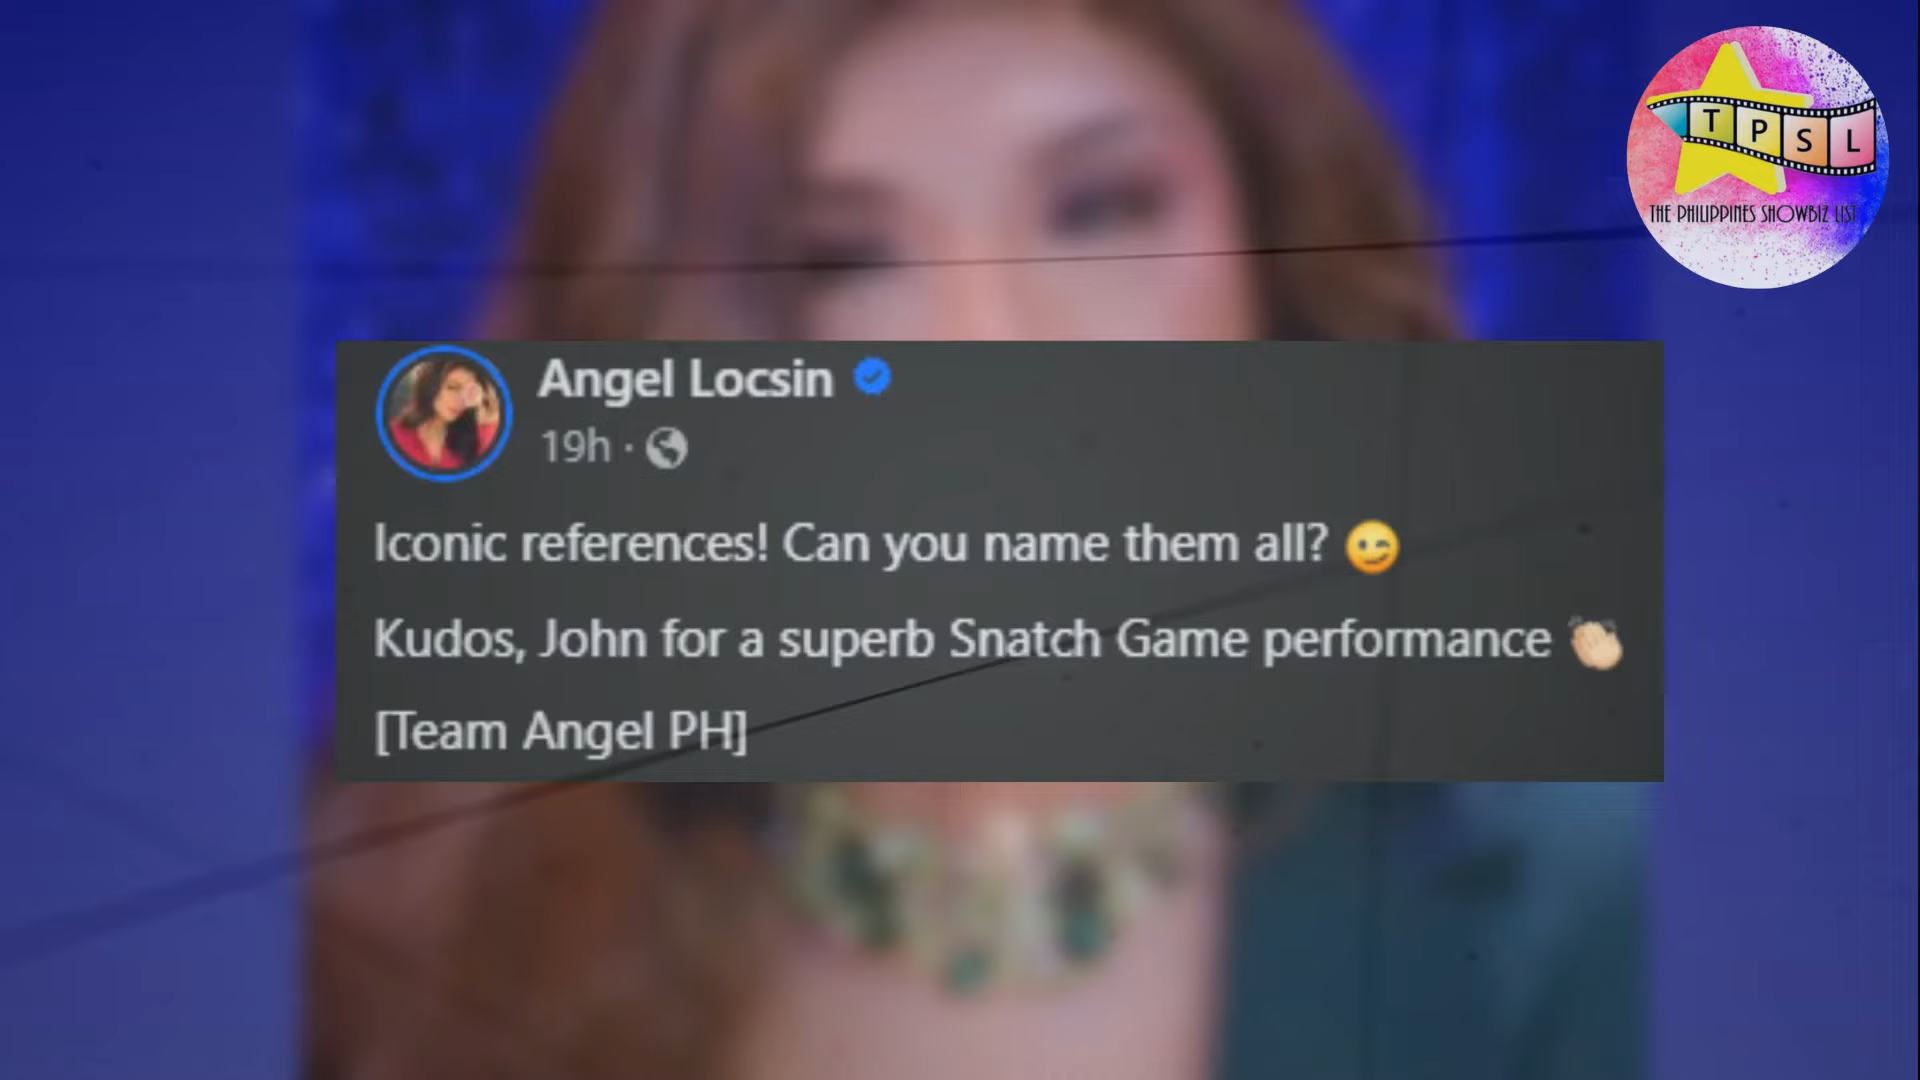 T P S L
THE PHILIPPINES SHOWBIZ LIST
Angel Locsin
19h ·
Iconic references! Can you name them all? 😉
Kudos, John for a superb Snatch Game performance 👏🏻
[Team Angel PH]